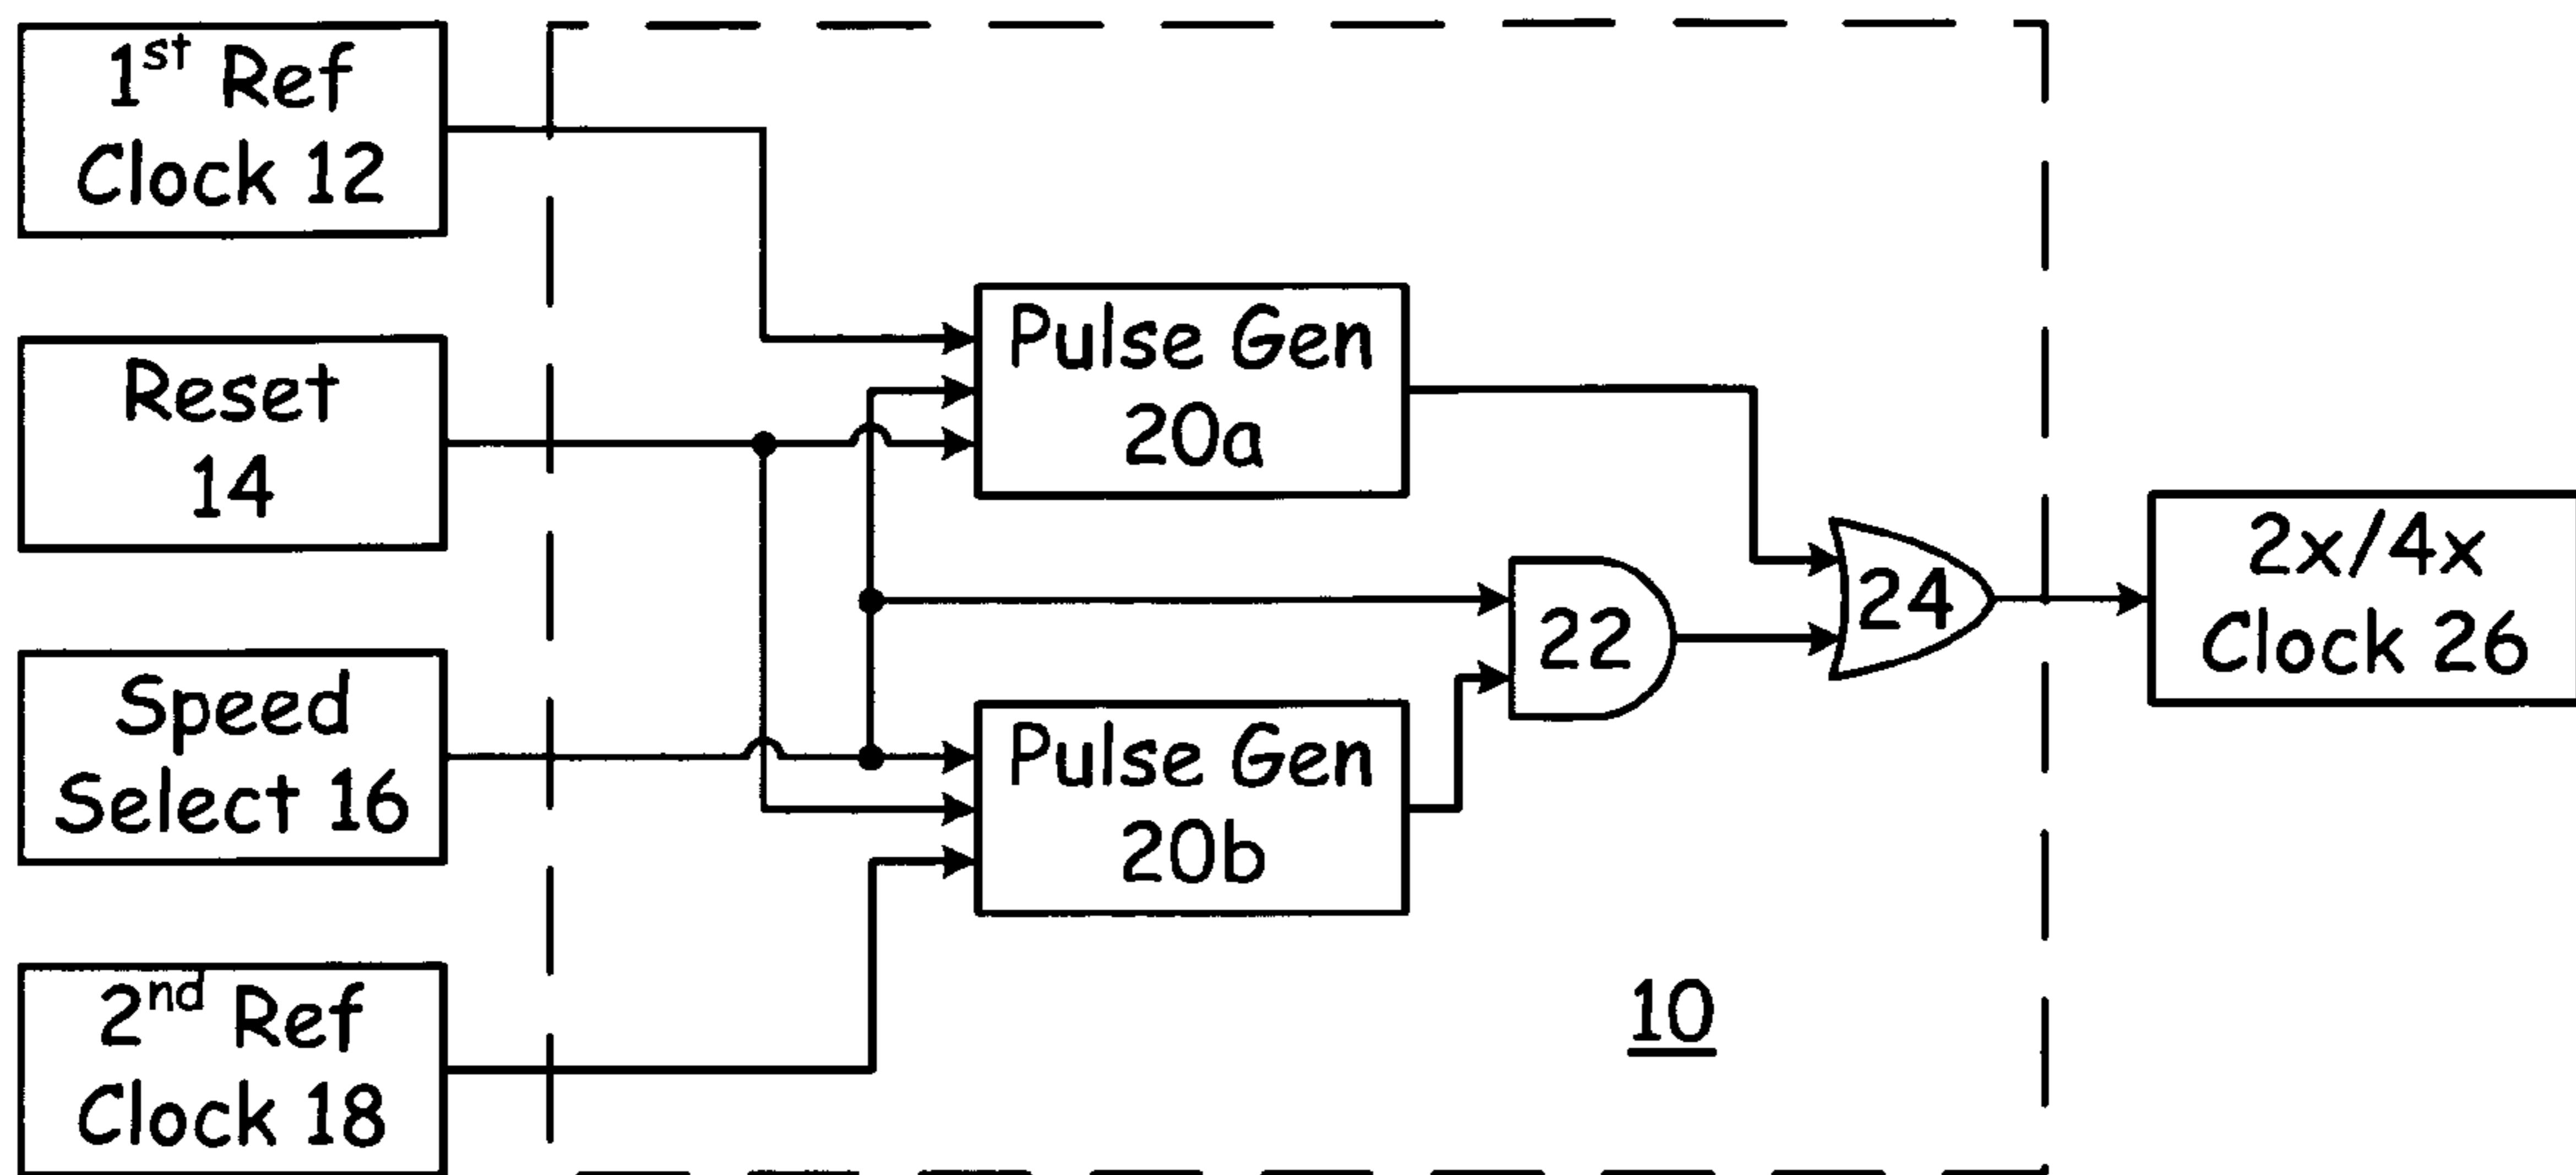 1st Ref
Clock 12
Reset
14
Speed
Select 16
2nd Ref
Clock 18
Pulse Gen
20a
Pulse Gen
20b
22
24
2x/4x
Clock 26
10